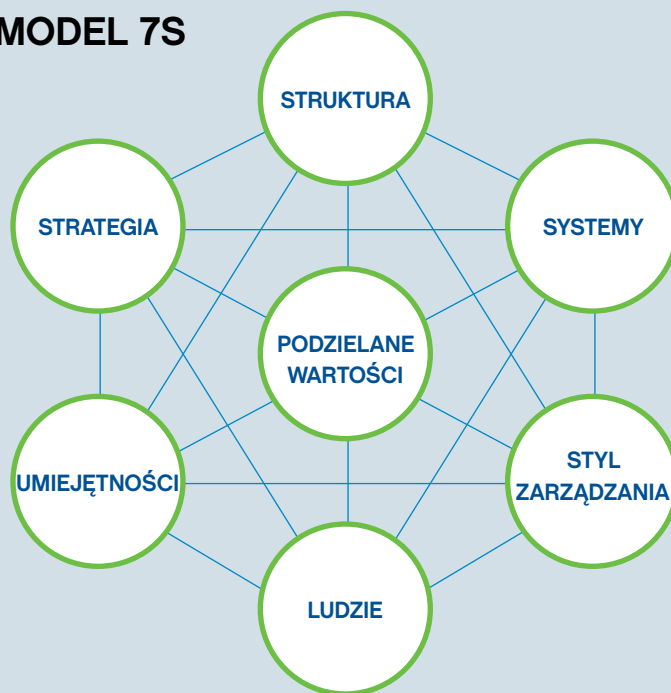 MODEL 7S
STRUKTURA
STRATEGIA
SYSTEMY
PODZIELANE
WARTOŚCI
UMIEJĘTNOŚCI
STYL
ZARZĄDZANIA
LUDZIE